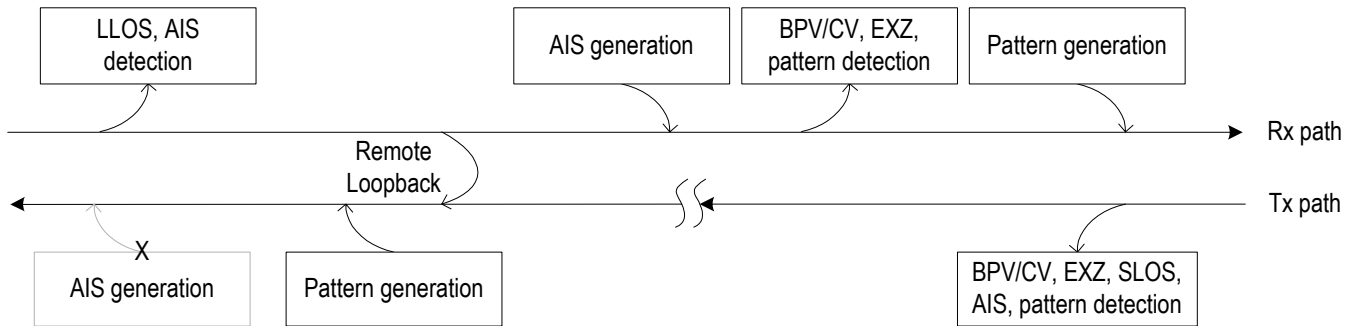 LLOS, AIS
detection
AIS generation
BPV/CV, EXZ,
pattern detection
Pattern generation
Rx path
Remote
Loopback
Tx path
X
AIS generation
Pattern generation
BPV/CV, EXZ, SLOS,
AIS, pattern detection